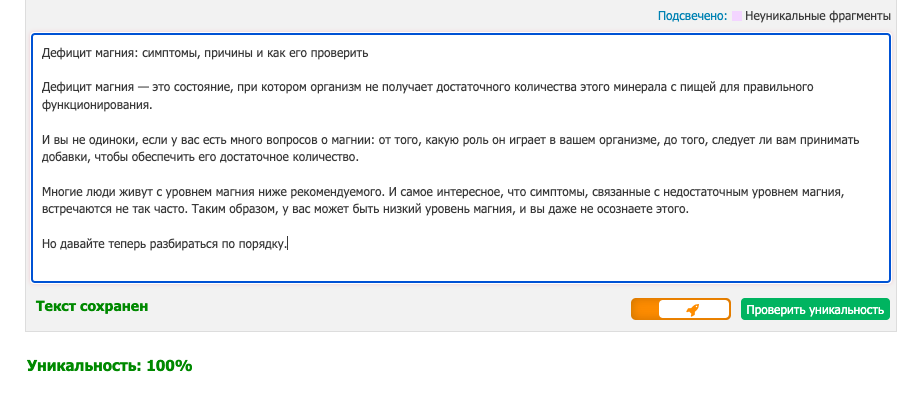 Подсвечено: Неуникальные фрагменты
Дефицит магния: симптомы, причины и как его проверить
Дефицит магния — это состояние, при котором организм не получает достаточного количества этого минерала с пищей для правильного
функционирования.
И вы не одиноки, если у вас есть много вопросов о магнии: от того, какую роль он играет в вашем организме, до того, следует ли вам принимать
добавки, чтобы обеспечить его достаточное количество.
Многие люди живут с уровнем магния ниже рекомендуемого. И самое интересное, что симптомы, связанные с недостаточным уровнем магния,
встречаются не так часто. Таким образом, у вас может быть низкий уровень магния, и вы даже не осознаете этого.
Но давайте теперь разбираться по порядку.
Текст сохранен
Проверить уникальность
Уникальность: 100%